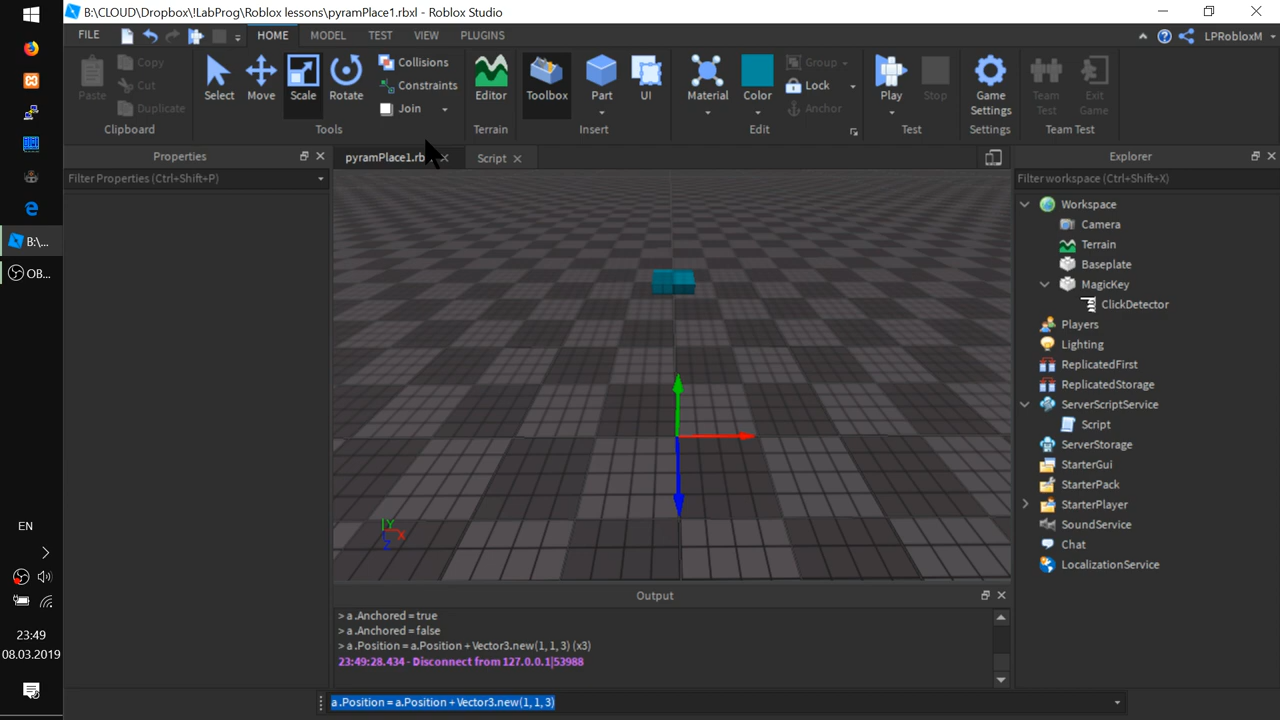 B:\CLOUD\Dropbox\!LabProg\Roblox lessons\pyramPlace1.rbxl - Roblox Studio
FILE HOME MODEL TEST VIEW PLUGINS LPRobloxM
Paste
Copy
Cut
Duplicate
Clipboard
Select Move Scale Rotate
Collisions
Constraints
Join
Tools
Editor
Terrain
Toolbox Part UI
Insert
Material Color
Group
Lock
Anchor
Edit
Play Stop
Test
Game
Settings
Settings
Team
Test
Exit
Game
Team Test
Properties
Filter Properties (Ctrl+Shift+P)
pyramPlace1.rb
Script
Y
X
Z
Explorer
Filter workspace (Ctrl+Shift+X)
Workspace
Camera
Terrain
Baseplate
MagicKey
ClickDetector
Players
Lighting
ReplicatedFirst
ReplicatedStorage
ServerScriptService
Script
ServerStorage
StarterGui
StarterPack
StarterPlayer
SoundService
Chat
LocalizationService
Output
> a .Anchored = true
> a .Anchored = false
> a .Position = a.Position + Vector3.new(1, 1, 3) (x3)
23:49:28.434 - Disconnect from 127.0.0.1|53988
a .Position = a.Position + Vector3.new(1, 1, 3)
B:\...
OB...
EN
23:49
08.03.2019